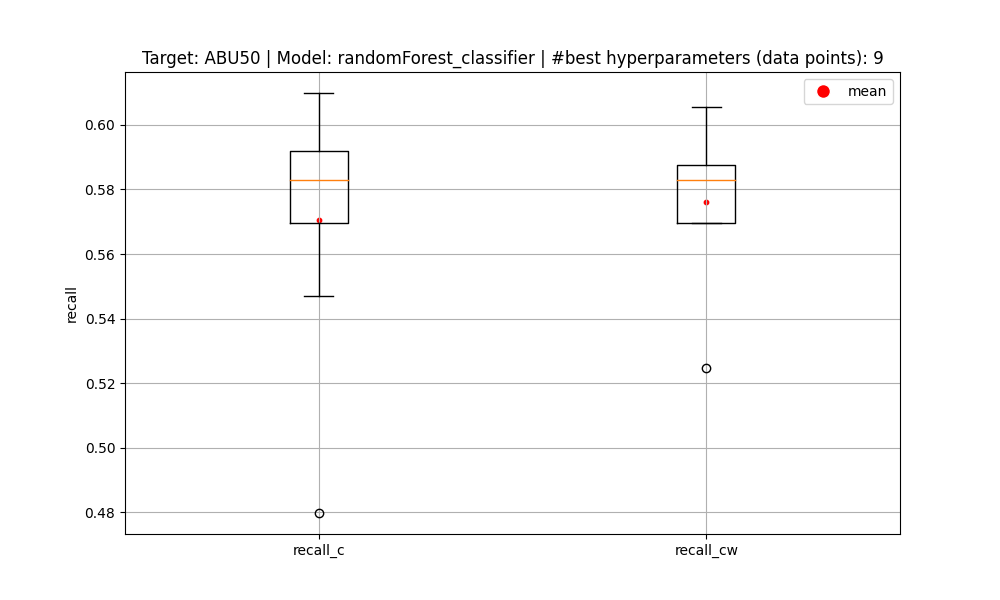 Target: ABU50 | Model: randomForest_classifier | #best hyperparameters (data points): 9
mean
0.60
0.58
0.56
0.54
0.52
0.50
0.48
recall
recall_c
recall_cw